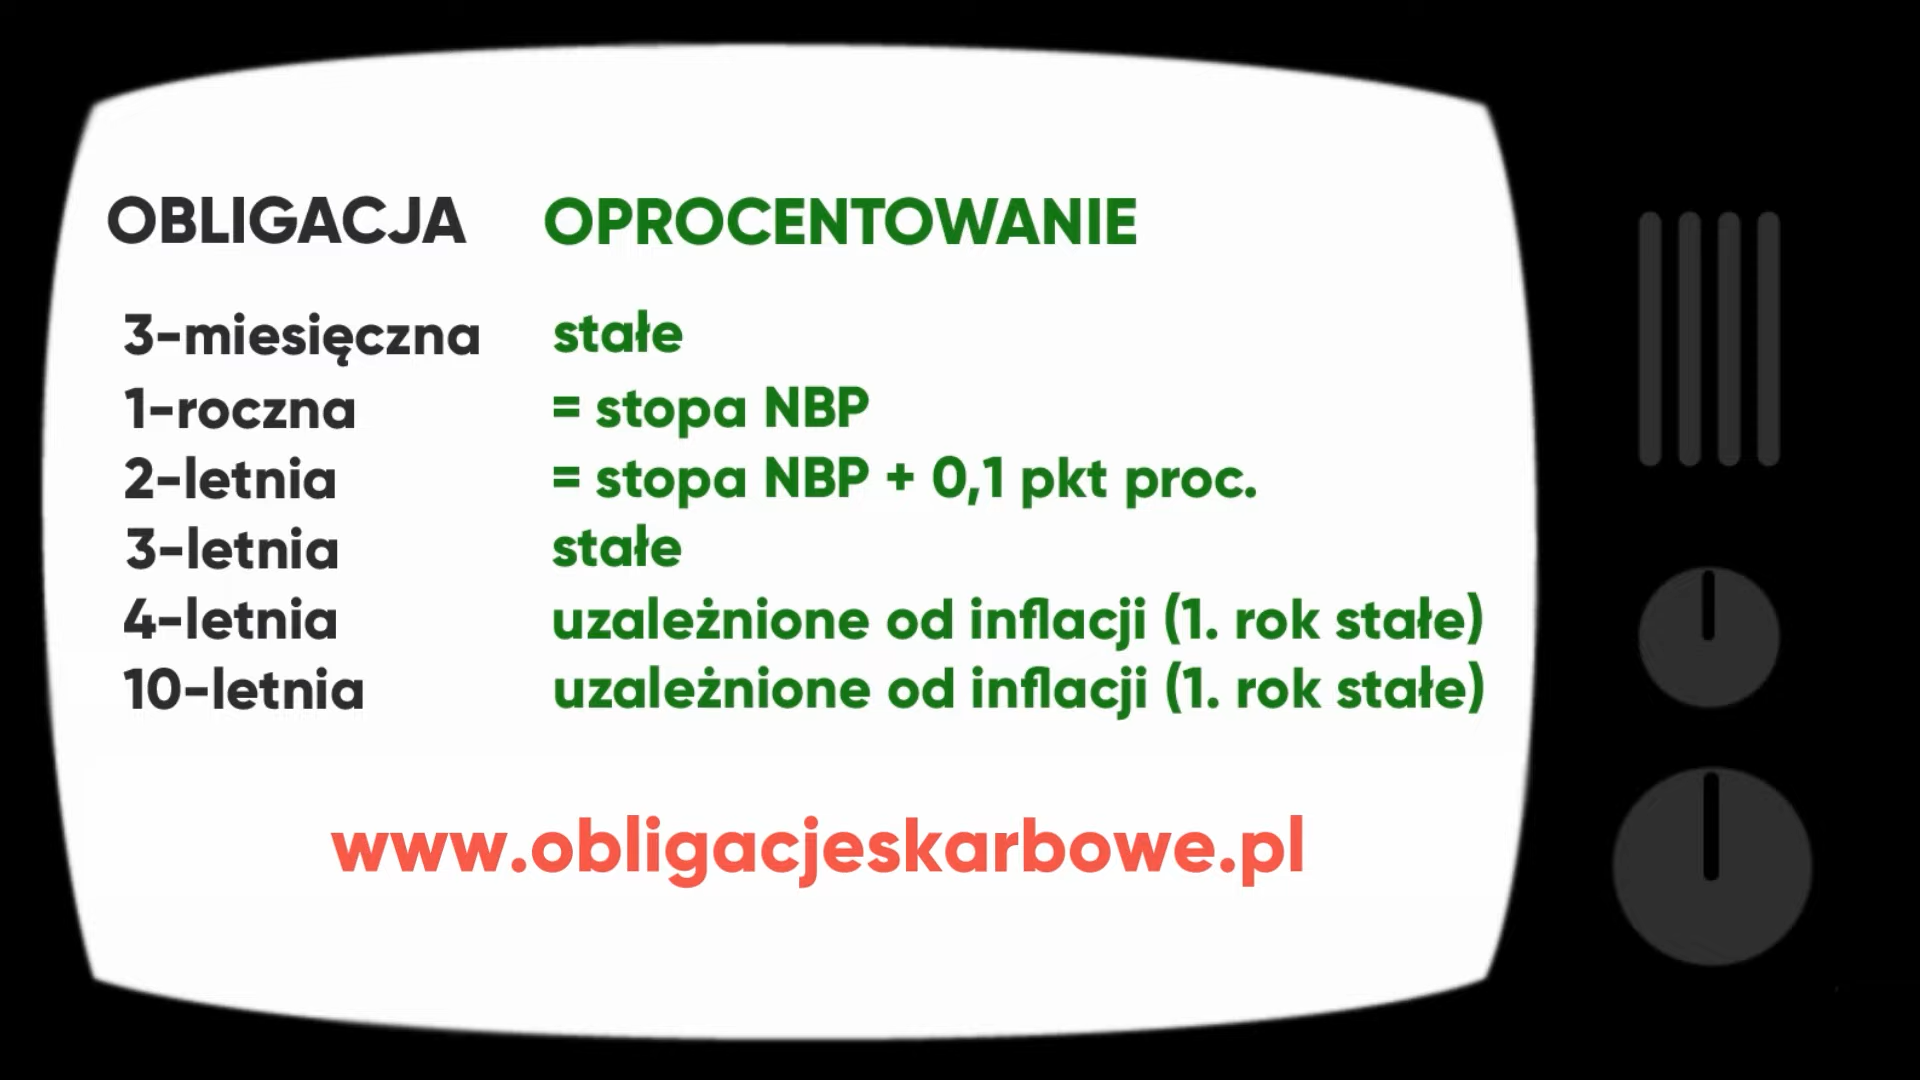 OBLIGACJA OPROCENTOWANIE
3-miesięczna stałe
1-roczna = stopa NBP
2-letnia = stopa NBP + 0,1 pkt proc.
3-letnia stałe
4-letnia uzależnione od inflacji (1. rok stałe)
10-letnia uzależnione od inflacji (1. rok stałe)
www.obligacjeskarbowe.pl